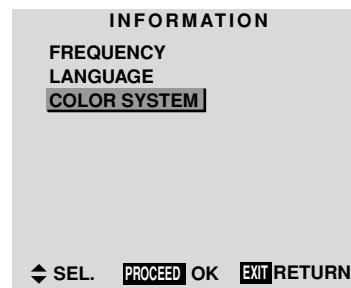 INFORMATION
FREQUENCY
LANGUAGE
COLOR SYSTEM
SEL. PROCEED OK EXIT RETURN